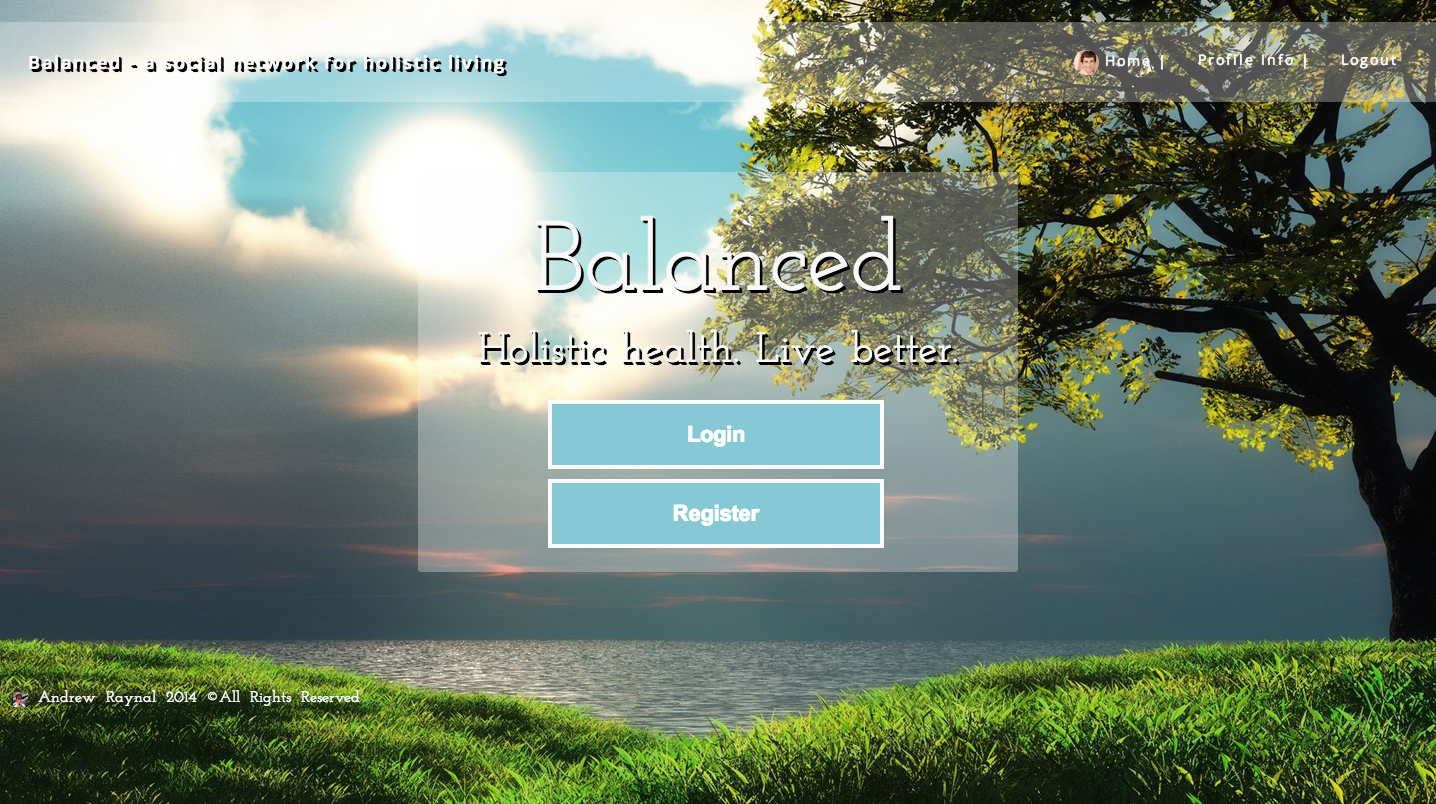 Balanced - a social network for holistic living
Home | Profile Info | Logout
Balanced
Holistic health. Live better.
Login
Register
Andrew Raynal 2014 ©All Rights Reserved